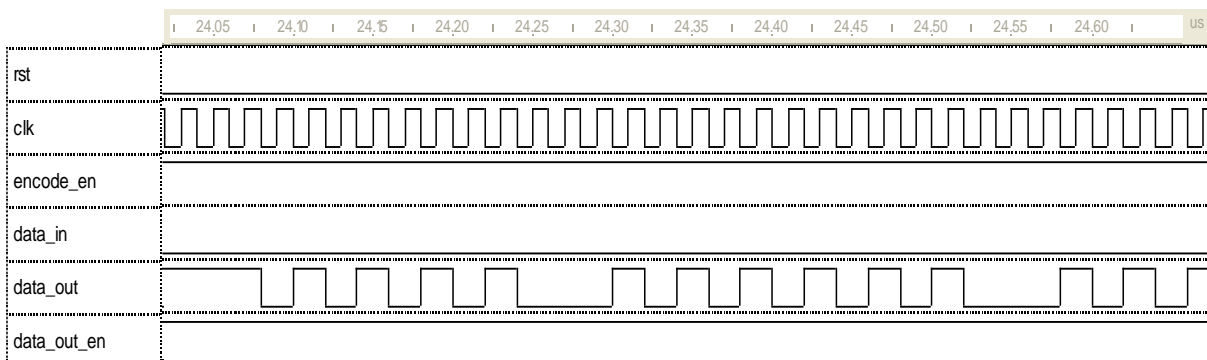 24.05 24.10 24.15 24.20 24.25 24.30 24.35 24.40 24.45 24.50 24.55 24.60 us
rst
clk
encode_en
data_in
data_out
data_out_en